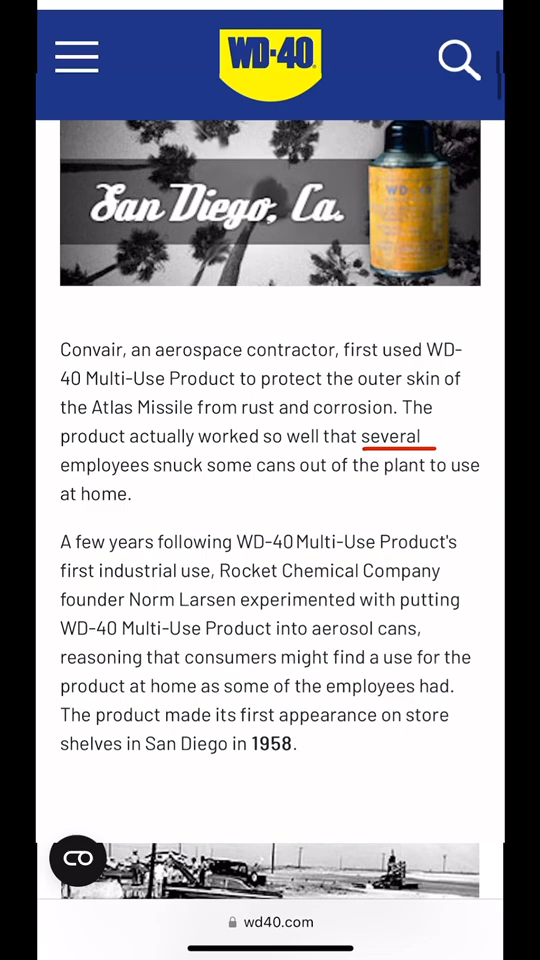 WD-40
San Diego, Ca.
WD-40
Convair, an aerospace contractor, first used WD-
40 Multi-Use Product to protect the outer skin of
the Atlas Missile from rust and corrosion. The
product actually worked so well that several
employees snuck some cans out of the plant to use
at home.
A few years following WD-40 Multi-Use Product's
first industrial use, Rocket Chemical Company
founder Norm Larsen experimented with putting
WD-40 Multi-Use Product into aerosol cans,
reasoning that consumers might find a use for the
product at home as some of the employees had.
The product made its first appearance on store
shelves in San Diego in 1958.
wd40.com